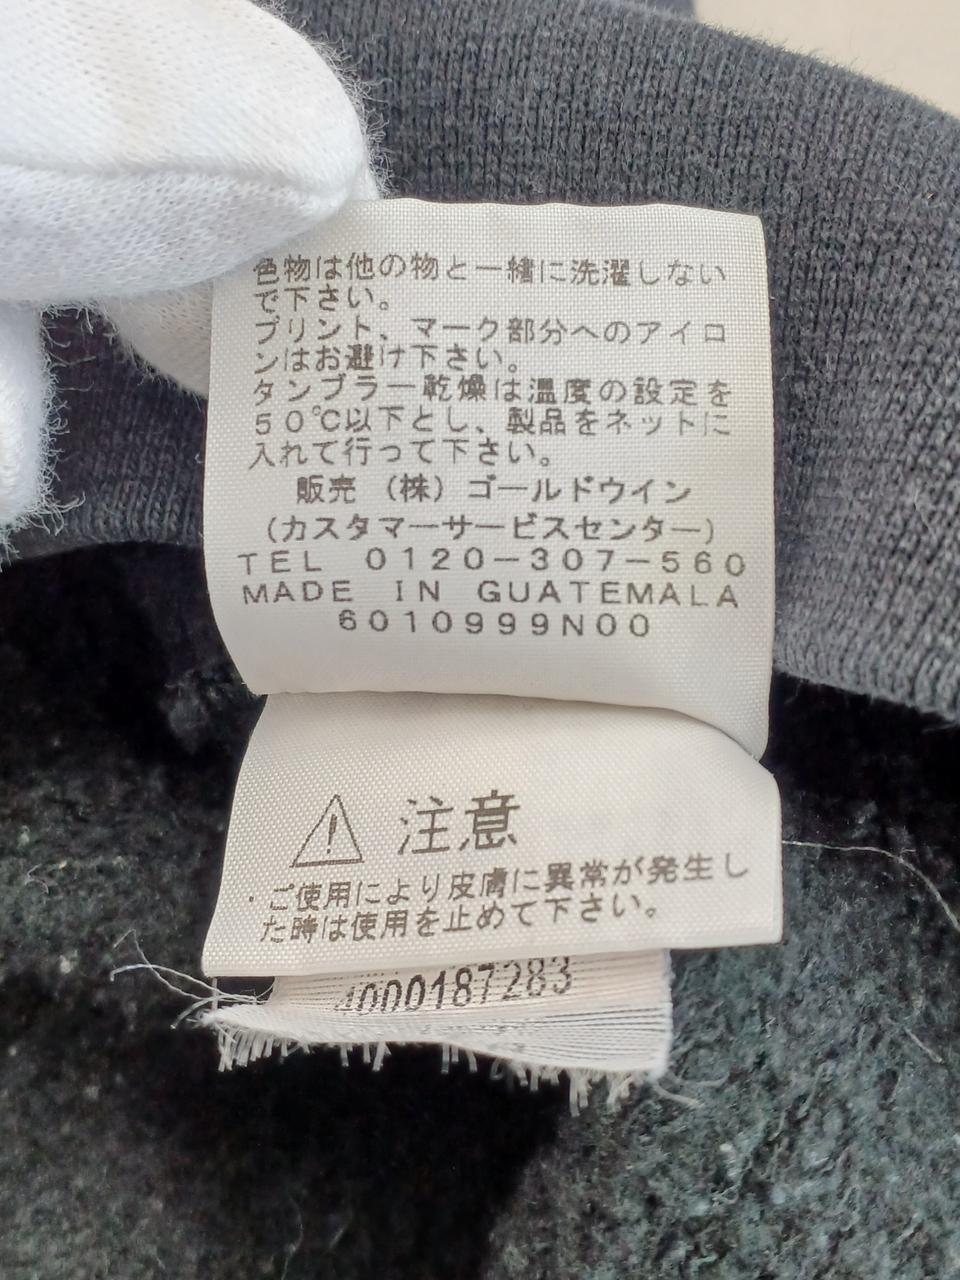 色物は他の物と一緒に洗濯しない
で下さい。
プリント、マーク部分へのアイロ
ンはお避け下さい。
タンブラー乾燥は温度の設定を
50℃以下とし、製品をネットに
入れて行って下さい。
販売 (株) ゴールドウイン
(カスタマーサービスセンター)
TEL 0120-307-560
MADE IN GUATEMALA
6010999N00
注意
・ご使用により皮膚に異常が発生し
た時は使用を止めて下さい。
4000187283